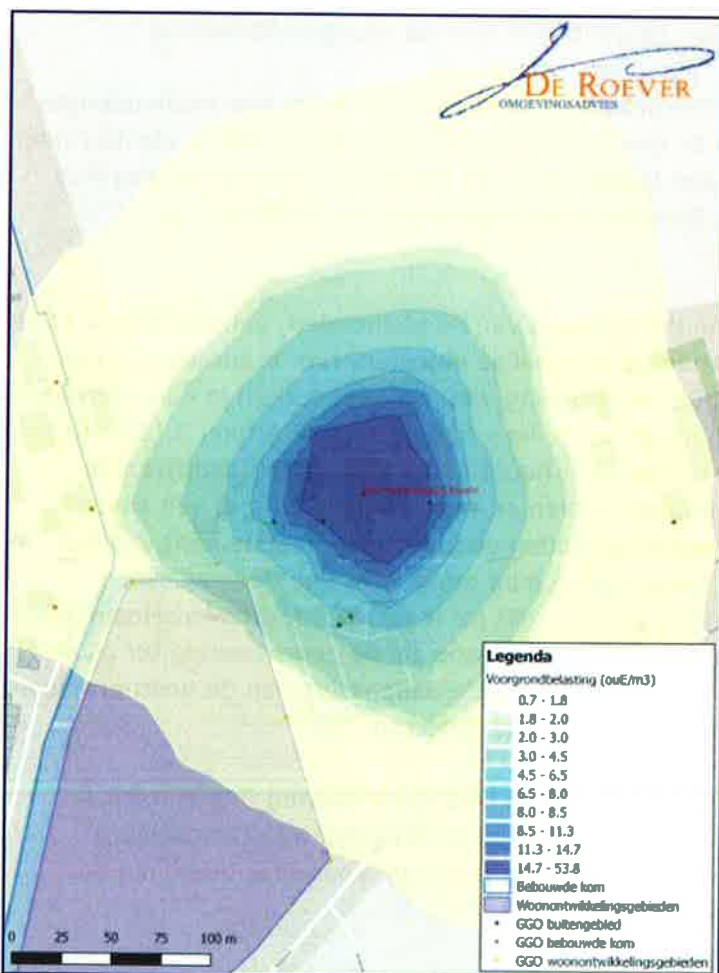 DE ROEVER
OMGEVINGSADVIES
Legenda
Voorgrondbelasting (ouE/m3)
0.7 - 1.8
1.8 - 2.0
2.0 - 3.0
3.0 - 4.5
4.5 - 6.5
6.5 - 8.0
8.0 - 8.5
8.5 - 11.3
11.3 - 14.7
14.7 - 53.8
Bebouwde kom
Woonontwikkelingsgebieden
GGO buitengebied
GGO bebouwde kom
GGO woonontwikkelingsgebieden
0 25 50 75 100 m